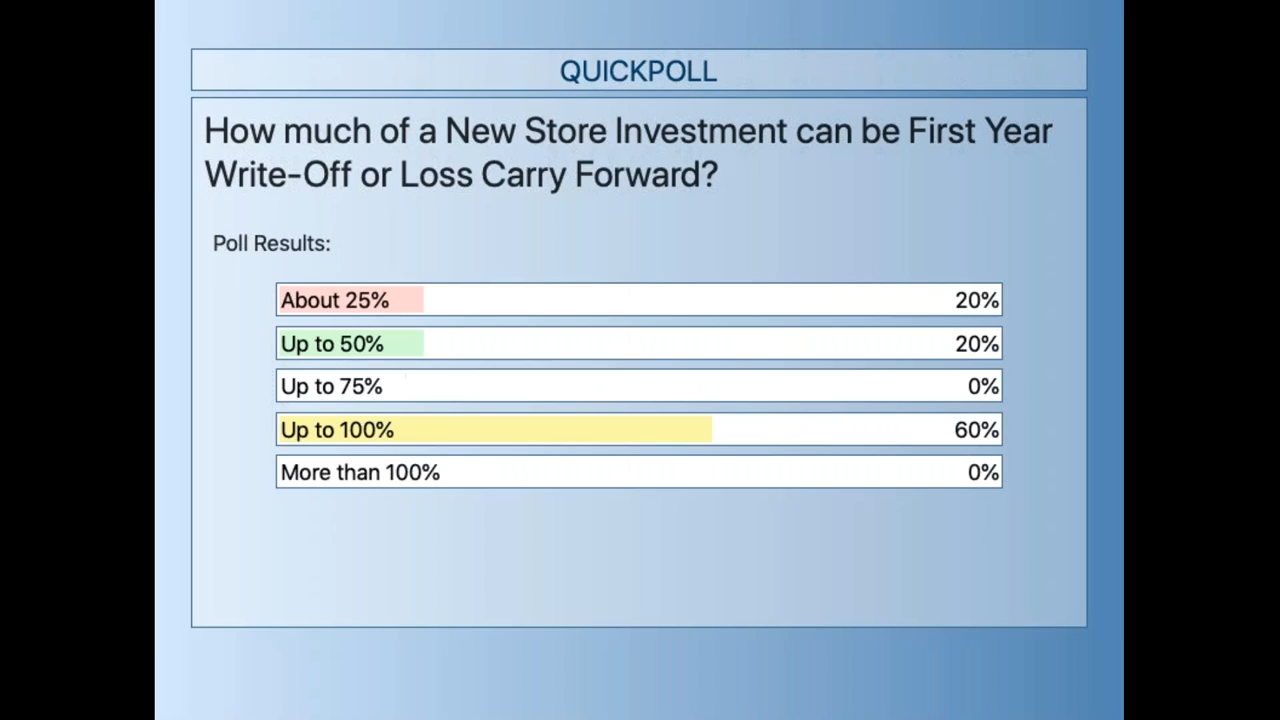 QUICKPOLL
How much of a New Store Investment can be First Year
Write-Off or Loss Carry Forward?
Poll Results:
About 25% 20%
Up to 50% 20%
Up to 75% 0%
Up to 100% 60%
More than 100% 0%